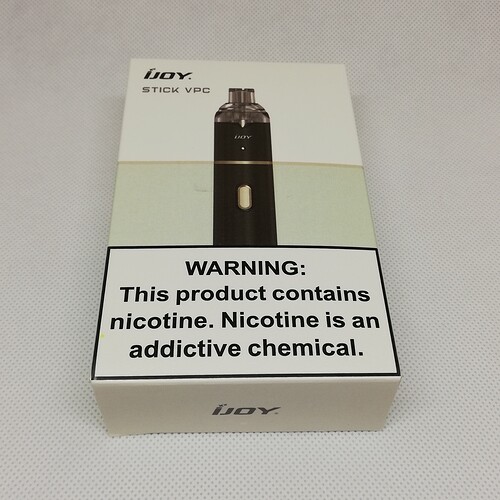 IJOY.
STICK VPC
IJOY
WARNING:
This product contains
nicotine. Nicotine is an
addictive chemical.
IJOY.